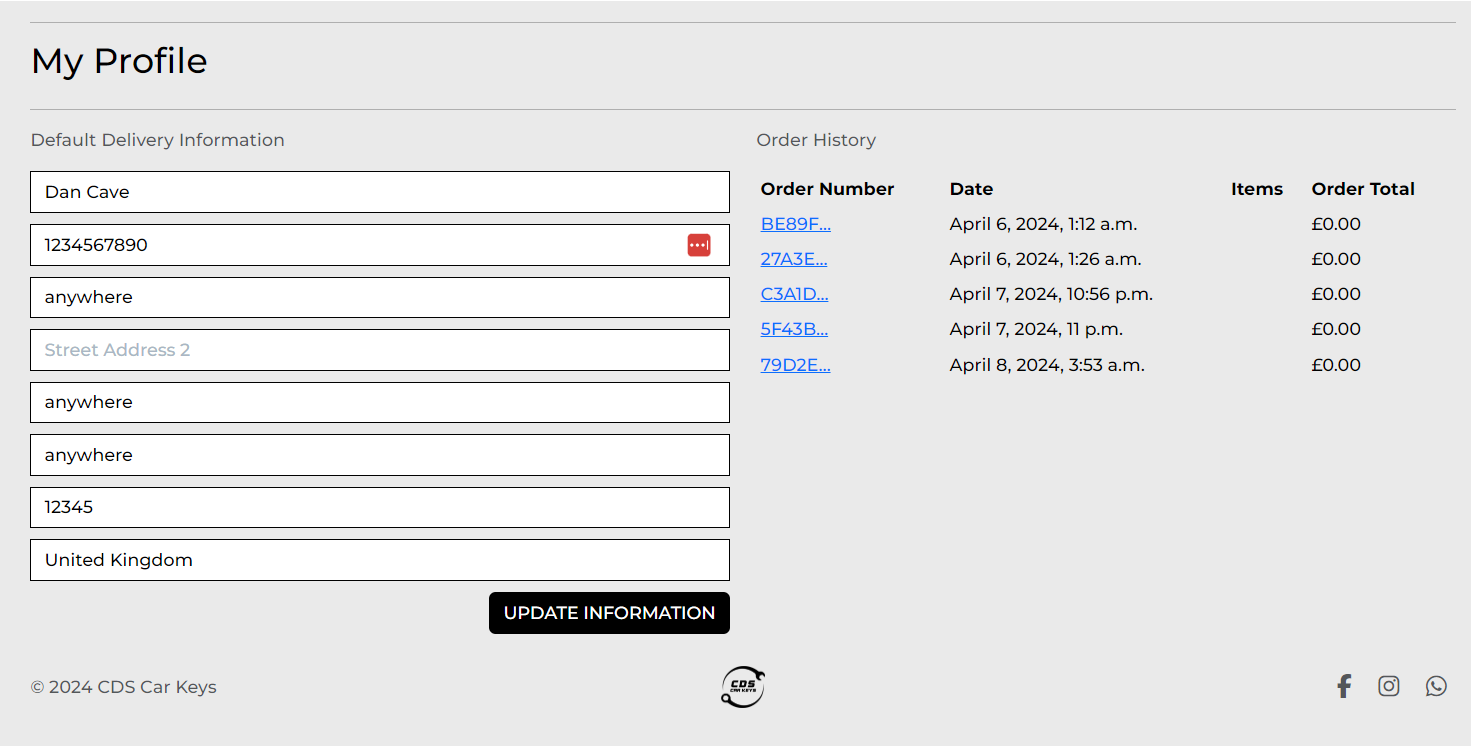 My Profile
Default Delivery Information
Dan Cave
1234567890
anywhere
Street Address 2
anywhere
anywhere
12345
United Kingdom
UPDATE INFORMATION
Order History
Order Number Date Items Order Total
BE89F... April 6, 2024, 1:12 a.m. £0.00
27A3E... April 6, 2024, 1:26 a.m. £0.00
C3A1D... April 7, 2024, 10:56 p.m. £0.00
5F43B... April 7, 2024, 11 p.m. £0.00
79D2E... April 8, 2024, 3:53 a.m. £0.00
© 2024 CDS Car Keys
CDS
CAR KEYS